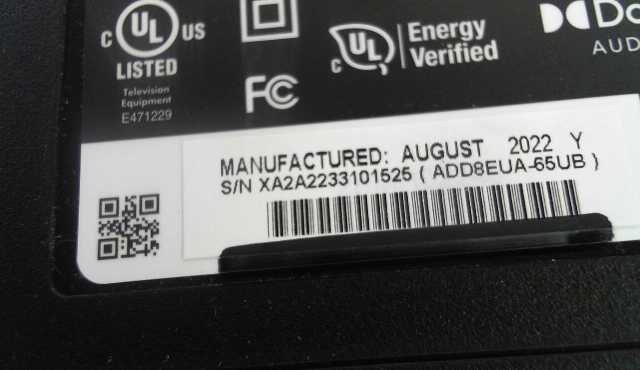 C UL US
LISTED
Television
Equipment
E471229
FC
C UL
Energy
Verified
AUD
MANUFACTURED: AUGUST 2022 Y
S/N XA2A2233101525 ( ADD8EUA-65UB )